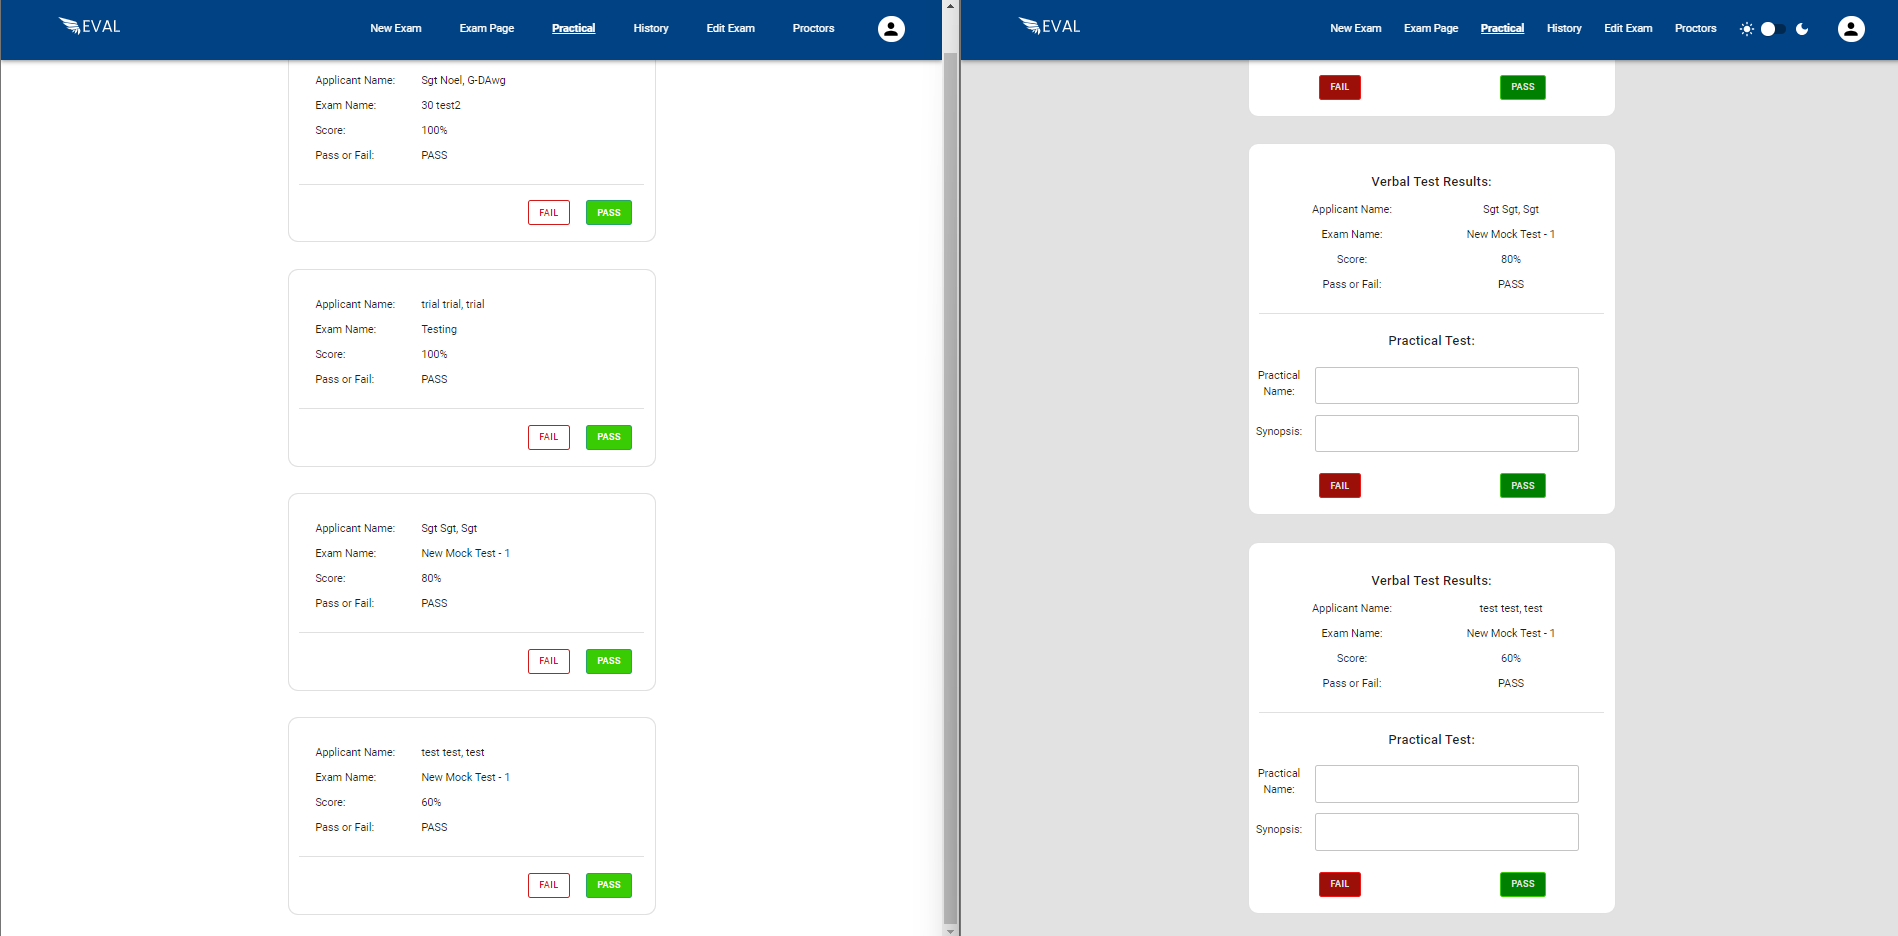 EVAL
New Exam Exam Page Practical History Edit Exam Proctors
Applicant Name: Sgt Noel, G-DAwg
Exam Name: 30 test2
Score: 100%
Pass or Fail: PASS
FAIL PASS
Applicant Name: trial trial, trial
Exam Name: Testing
Score: 100%
Pass or Fail: PASS
FAIL PASS
Applicant Name: Sgt Sgt, Sgt
Exam Name: New Mock Test - 1
Score: 80%
Pass or Fail: PASS
FAIL PASS
Applicant Name: test test, test
Exam Name: New Mock Test - 1
Score: 60%
Pass or Fail: PASS
FAIL PASS
EVAL
New Exam Exam Page Practical History Edit Exam Proctors
FAIL PASS
Verbal Test Results:
Applicant Name: Sgt Sgt, Sgt
Exam Name: New Mock Test - 1
Score: 80%
Pass or Fail: PASS
Practical Test:
Practical
Name:
Synopsis:
FAIL PASS
Verbal Test Results:
Applicant Name: test test, test
Exam Name: New Mock Test - 1
Score: 60%
Pass or Fail: PASS
Practical Test:
Practical
Name:
Synopsis:
FAIL PASS